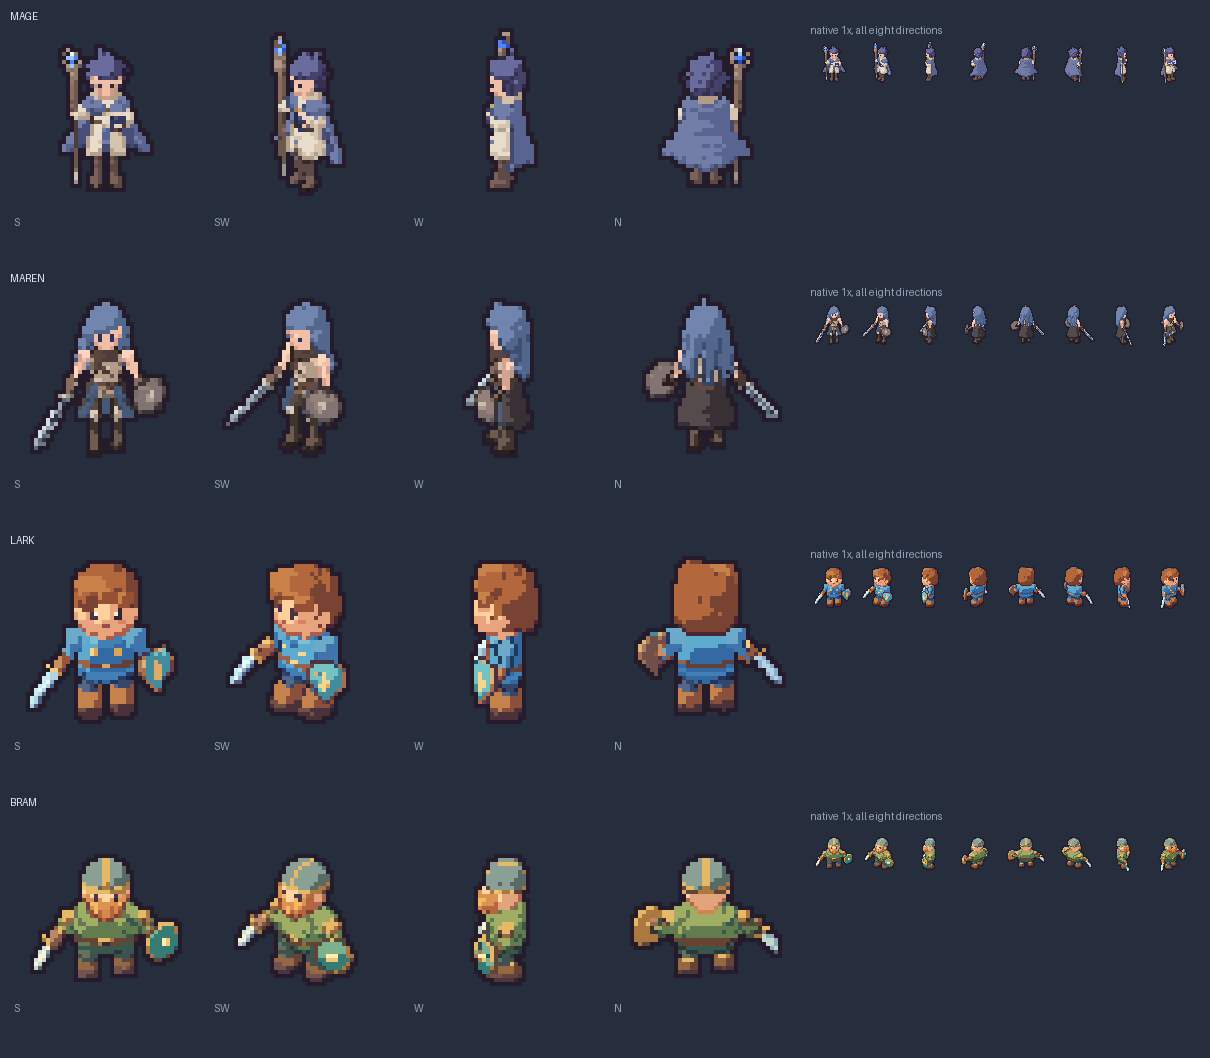 MAGE
native 1x, all eight directions
S SW W N
MAREN
native 1x, all eight directions
S SW W N
LARK
native 1x, all eight directions
S SW W N
BRAM
native 1x, all eight directions
S SW W N